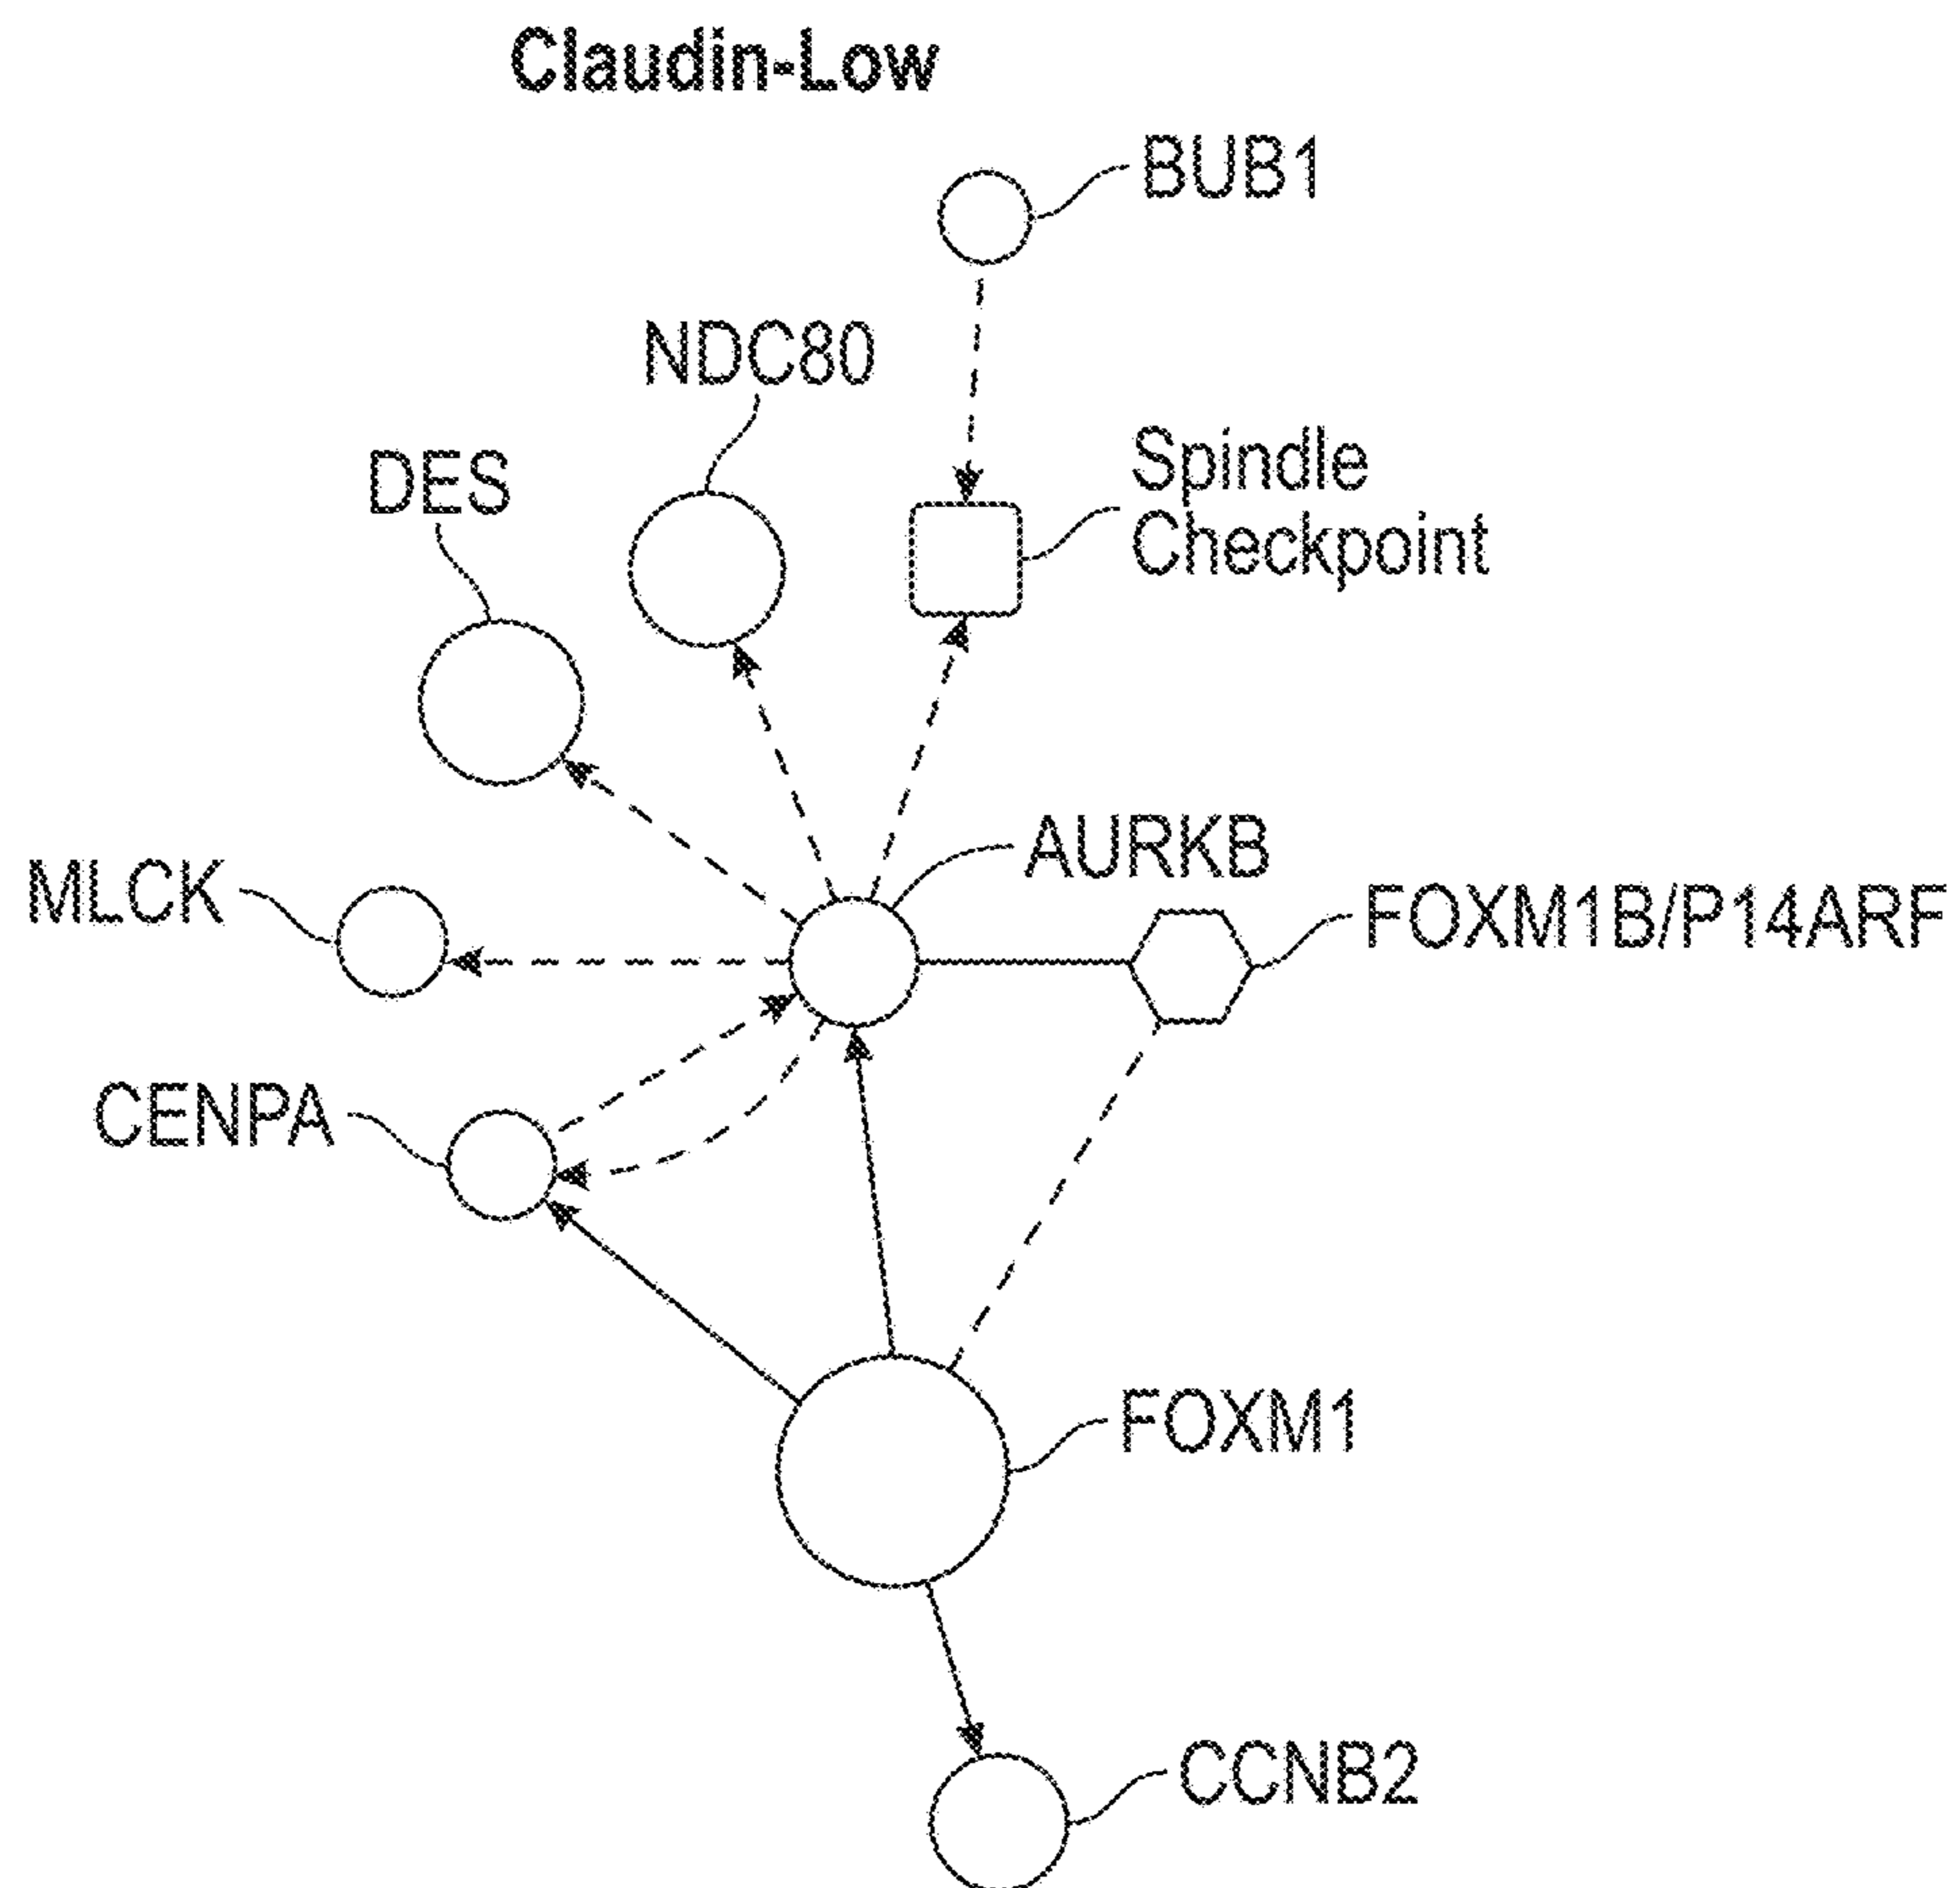 Claudin-Low
BUB1
NDC80
DES
Spindle
Checkpoint
AURKB
MLCK
FOXM1B/P14ARF
CENPA
FOXM1
CCNB2